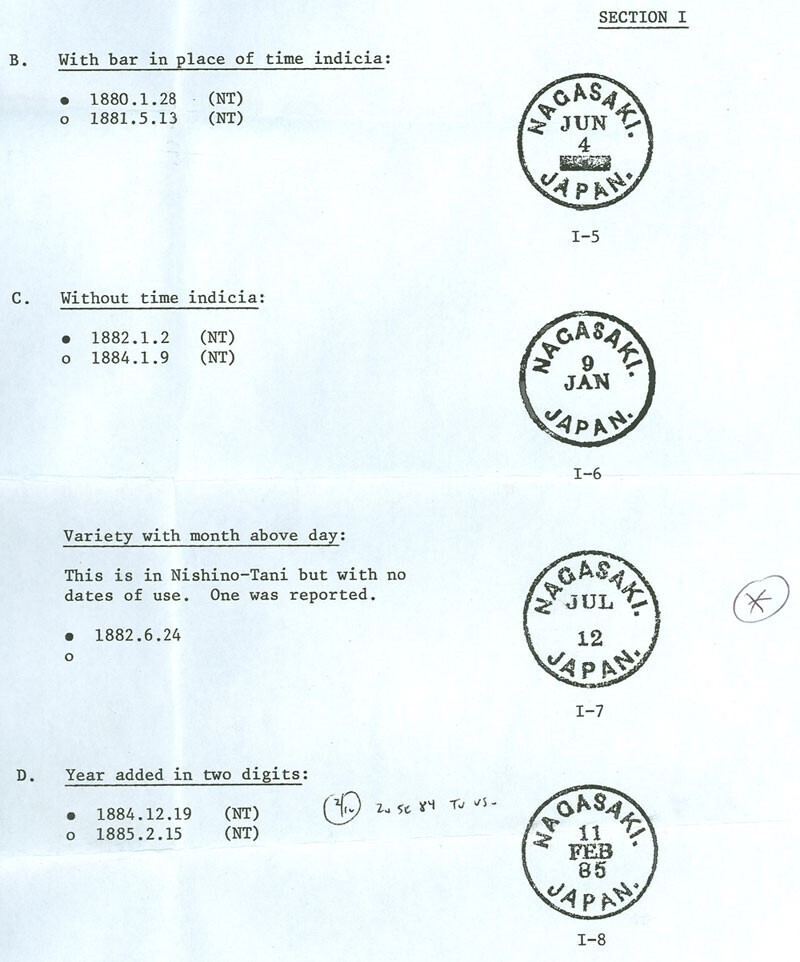 SECTION I
B. With bar in place of time indicia:
● 1880.1.28 (NT)
o 1881.5.13 (NT)
NAGASAKI.
JUN
4
JAPAN.
I-5
C. Without time indicia:
● 1882.1.2 (NT)
o 1884.1.9 (NT)
NAGASAKI.
9
JAN
JAPAN.
I-6
Variety with month above day:
This is in Nishino-Tani but with no
dates of use. One was reported.
● 1882.6.24
o
NAGASAKI.
JUL
12
JAPAN.
I-7
D. Year added in two digits:
● 1884.12.19 (NT)
o 1885.2.15 (NT)
84
NAGASAKI.
11
FEB
85
JAPAN.
I-8